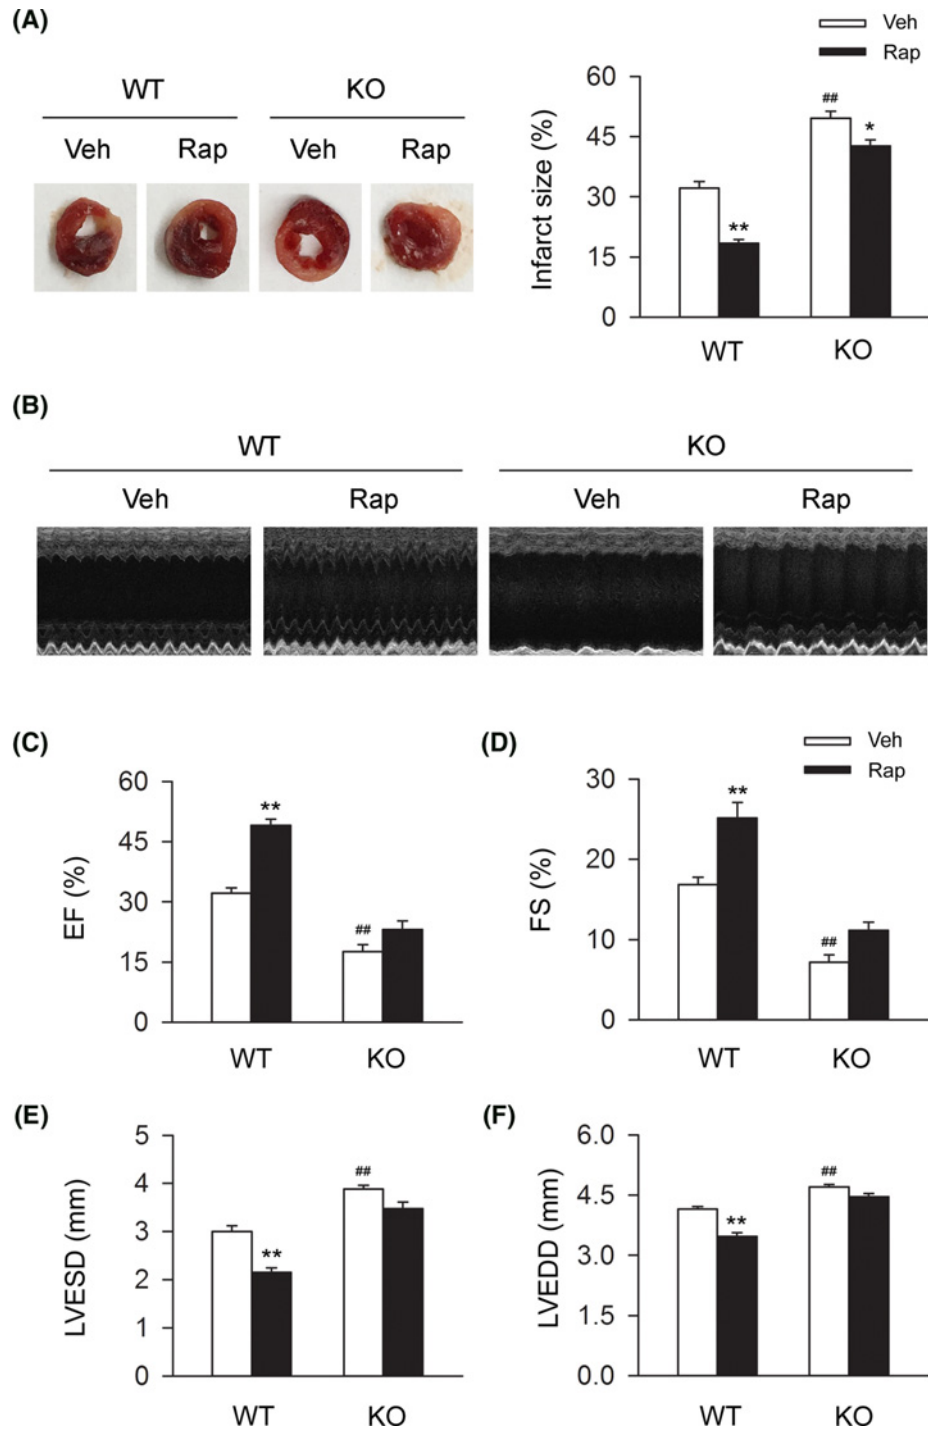 (A)
WT KO
Veh Rap Veh Rap
Veh
Rap
Infarct size (%)
60
45
30
15
0
##
*
**
WT KO
(B)
WT KO
Veh Rap Veh Rap
(C)
EF (%)
60
45
30
15
0
**
##
WT KO
(D)
Veh
Rap
FS (%)
30
20
10
0
**
##
WT KO
(E)
LVESD (mm)
5
4
3
2
1
0
##
**
WT KO
(F)
LVEDD (mm)
6.0
4.5
3.0
1.5
0.0
##
**
WT KO